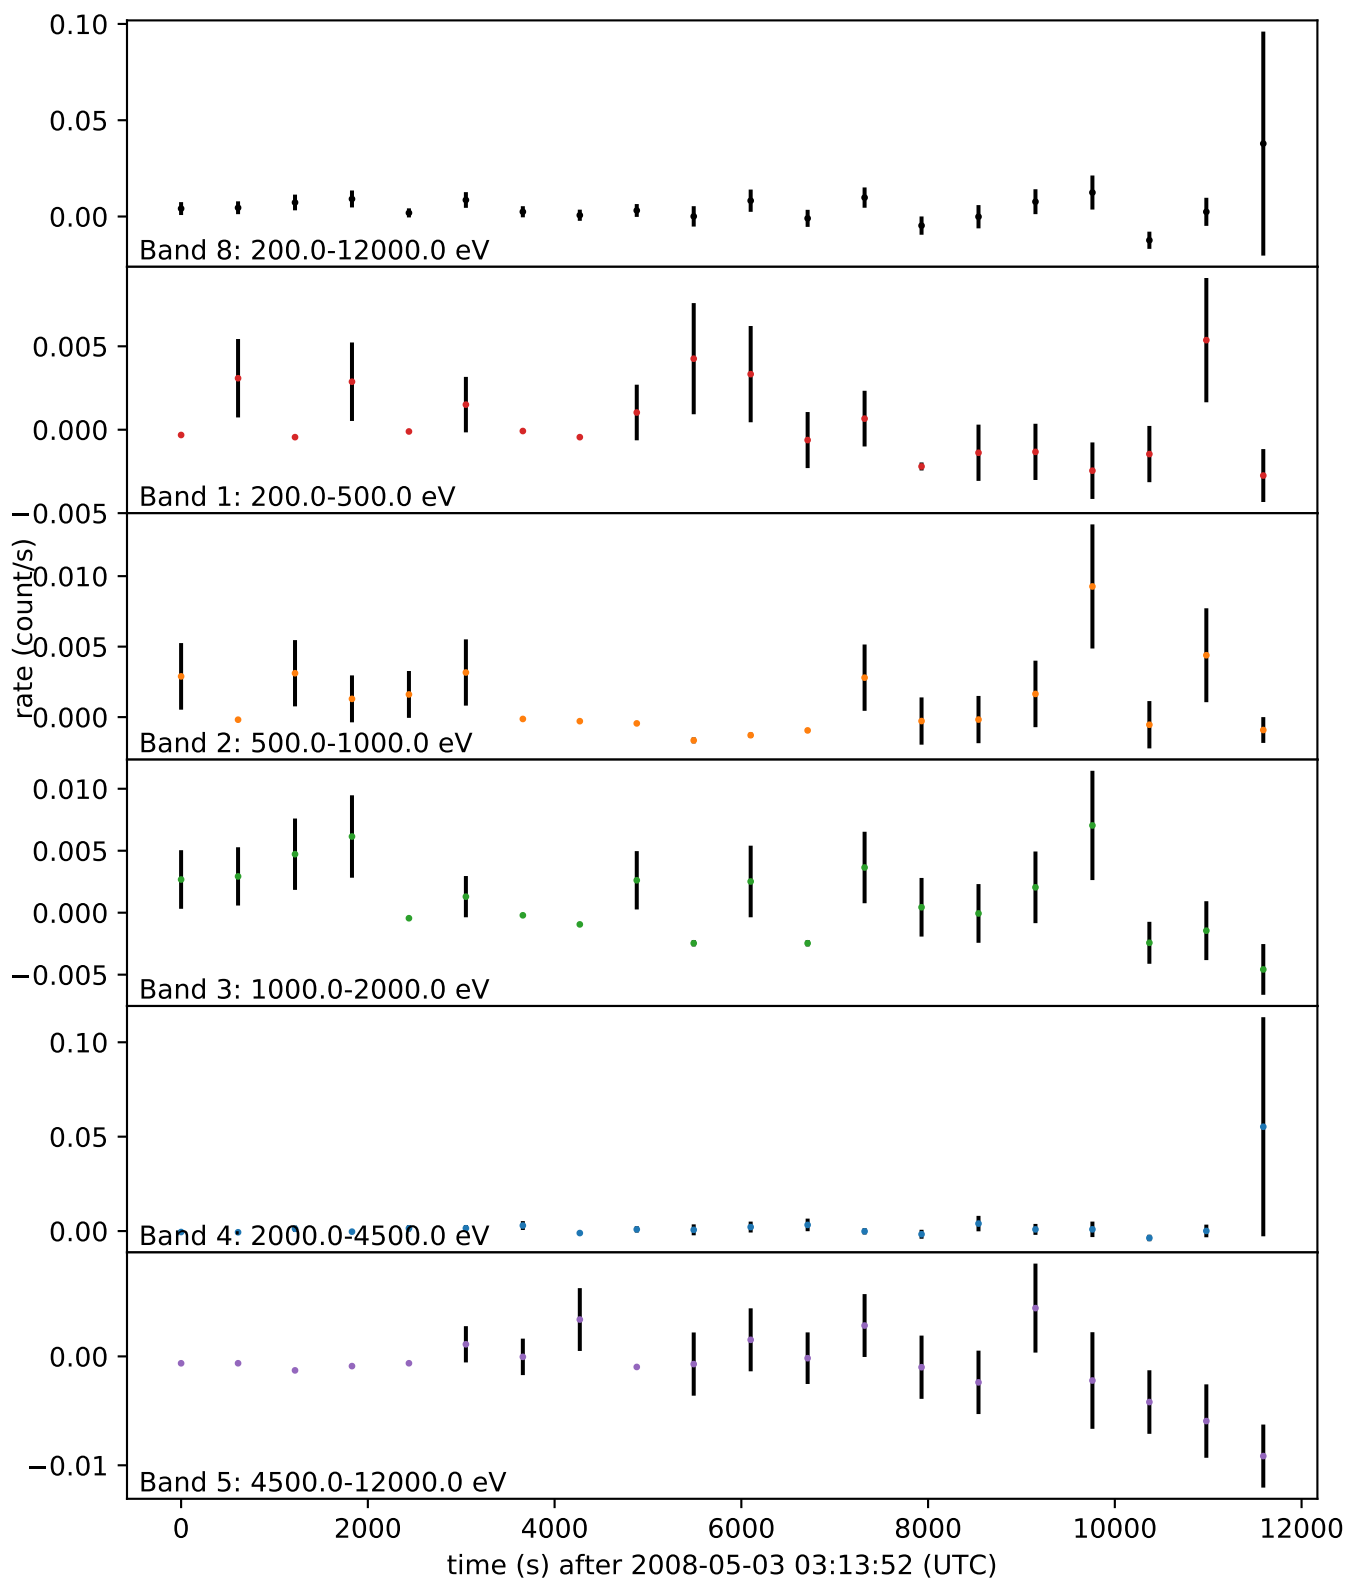 0.10
0.05
0.00
Band 8: 200.0-12000.0 eV
0.005
0.000
−0.005
Band 1: 200.0-500.0 eV
rate (count/s)
0.010
0.005
0.000
Band 2: 500.0-1000.0 eV
0.010
0.005
0.000
−0.005
Band 3: 1000.0-2000.0 eV
0.10
0.05
0.00
Band 4: 2000.0-4500.0 eV
0.00
−0.01
Band 5: 4500.0-12000.0 eV
0 2000 4000 6000 8000 10000 12000
time (s) after 2008-05-03 03:13:52 (UTC)